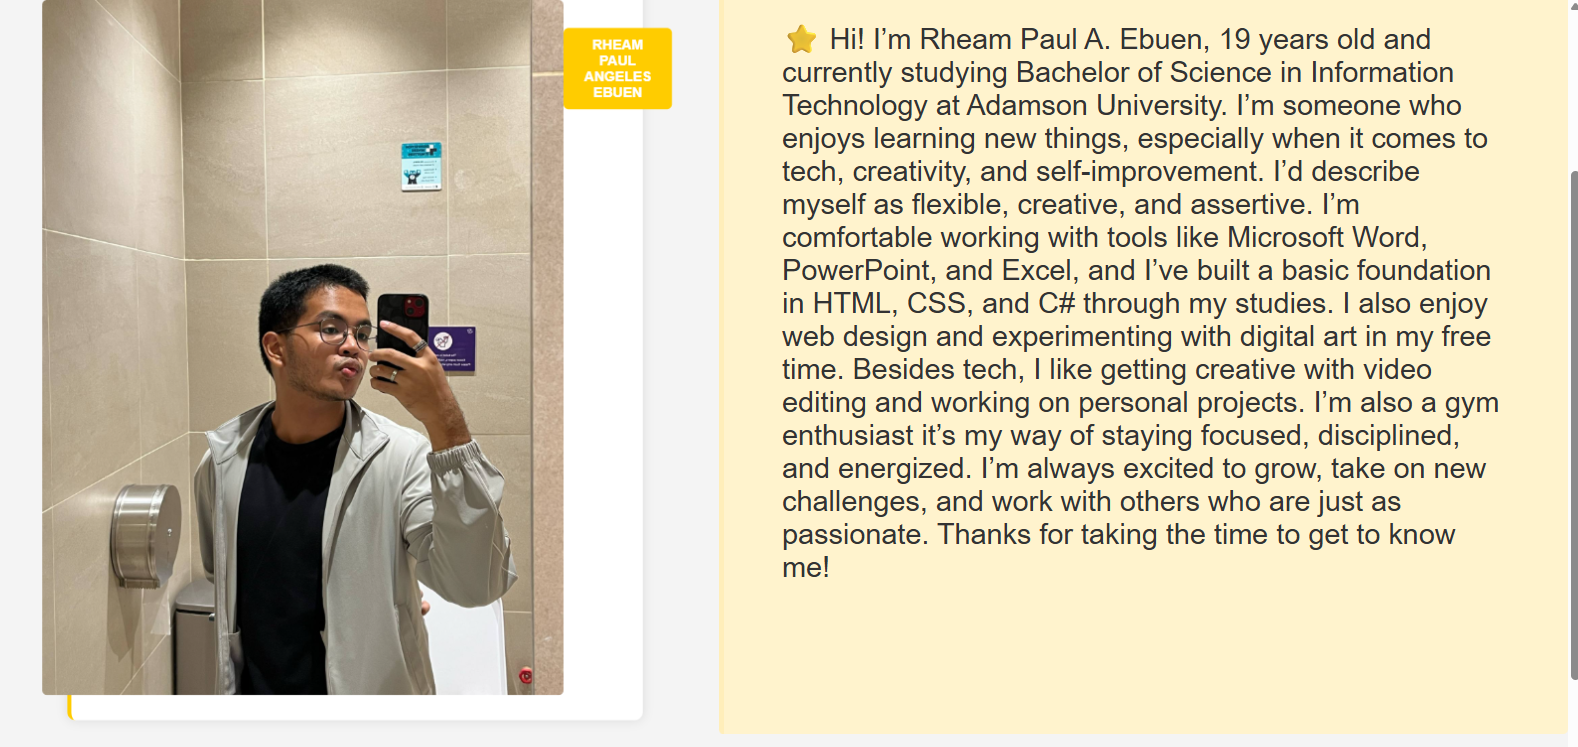 RHEAM
PAUL
ANGELES
EBUEN
Hi! I’m Rheam Paul A. Ebuen, 19 years old and
currently studying Bachelor of Science in Information
Technology at Adamson University. I’m someone who
enjoys learning new things, especially when it comes to
tech, creativity, and self-improvement. I’d describe
myself as flexible, creative, and assertive. I’m
comfortable working with tools like Microsoft Word,
PowerPoint, and Excel, and I’ve built a basic foundation
in HTML, CSS, and C# through my studies. I also enjoy
web design and experimenting with digital art in my free
time. Besides tech, I like getting creative with video
editing and working on personal projects. I’m also a gym
enthusiast it’s my way of staying focused, disciplined,
and energized. I’m always excited to grow, take on new
challenges, and work with others who are just as
passionate. Thanks for taking the time to get to know
me!